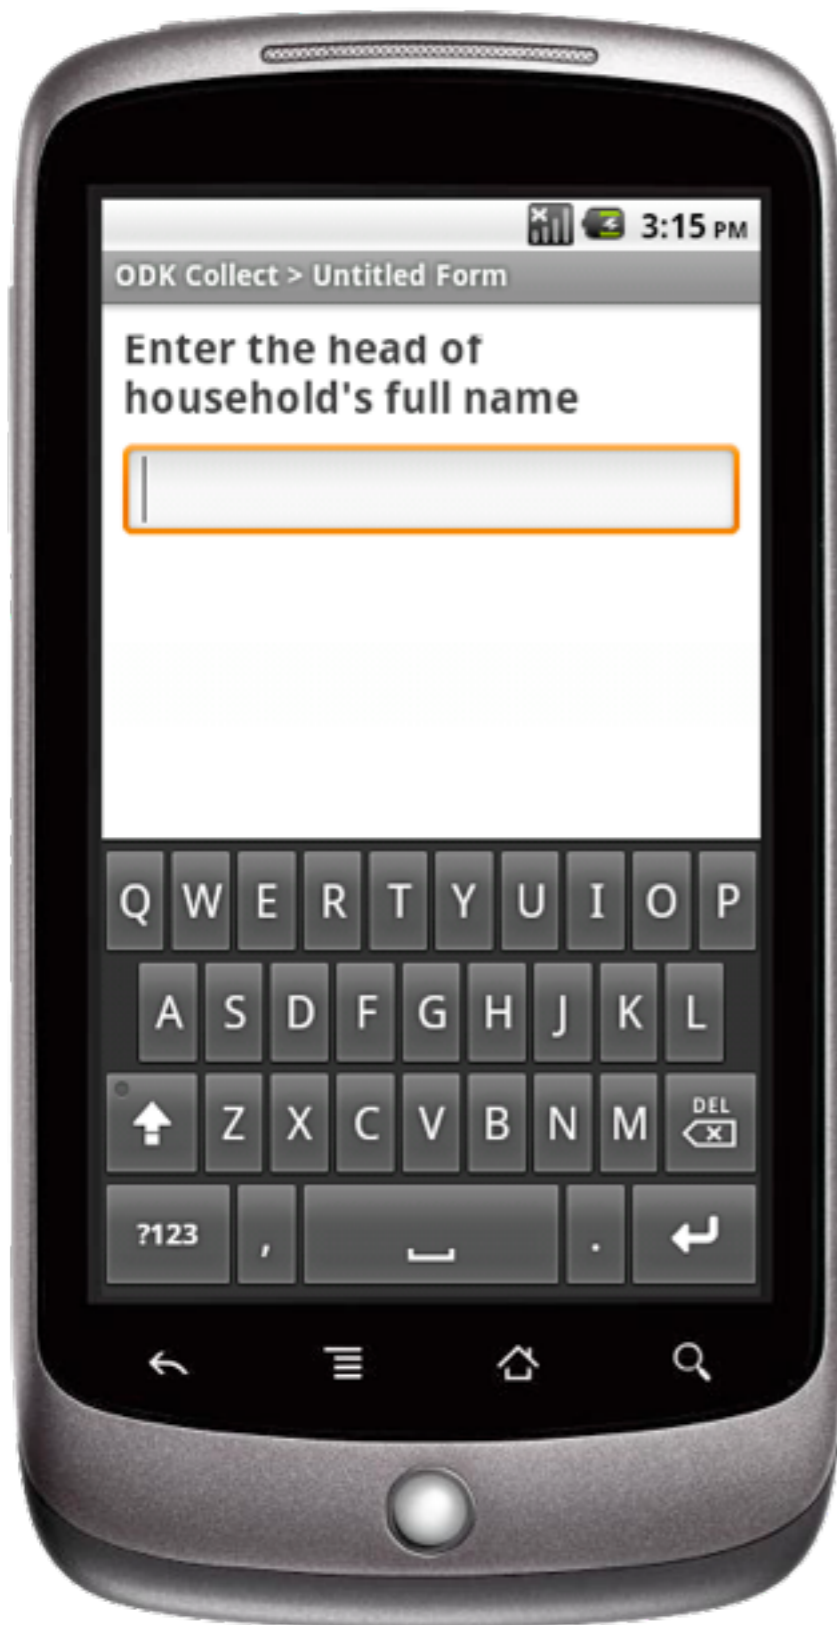 3:15 PM
ODK Collect > Untitled Form
Enter the head of
household's full name
Q W E R T Y U I O P
A S D F G H J K L
Z X C V B N M DEL
?123 , .